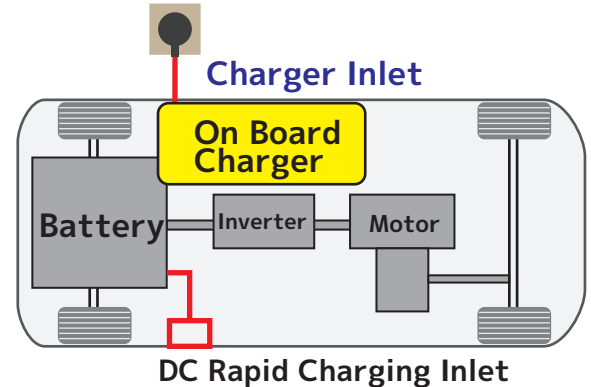 Charger Inlet
On Board
Charger
Battery
Inverter
Motor
DC Rapid Charging Inlet